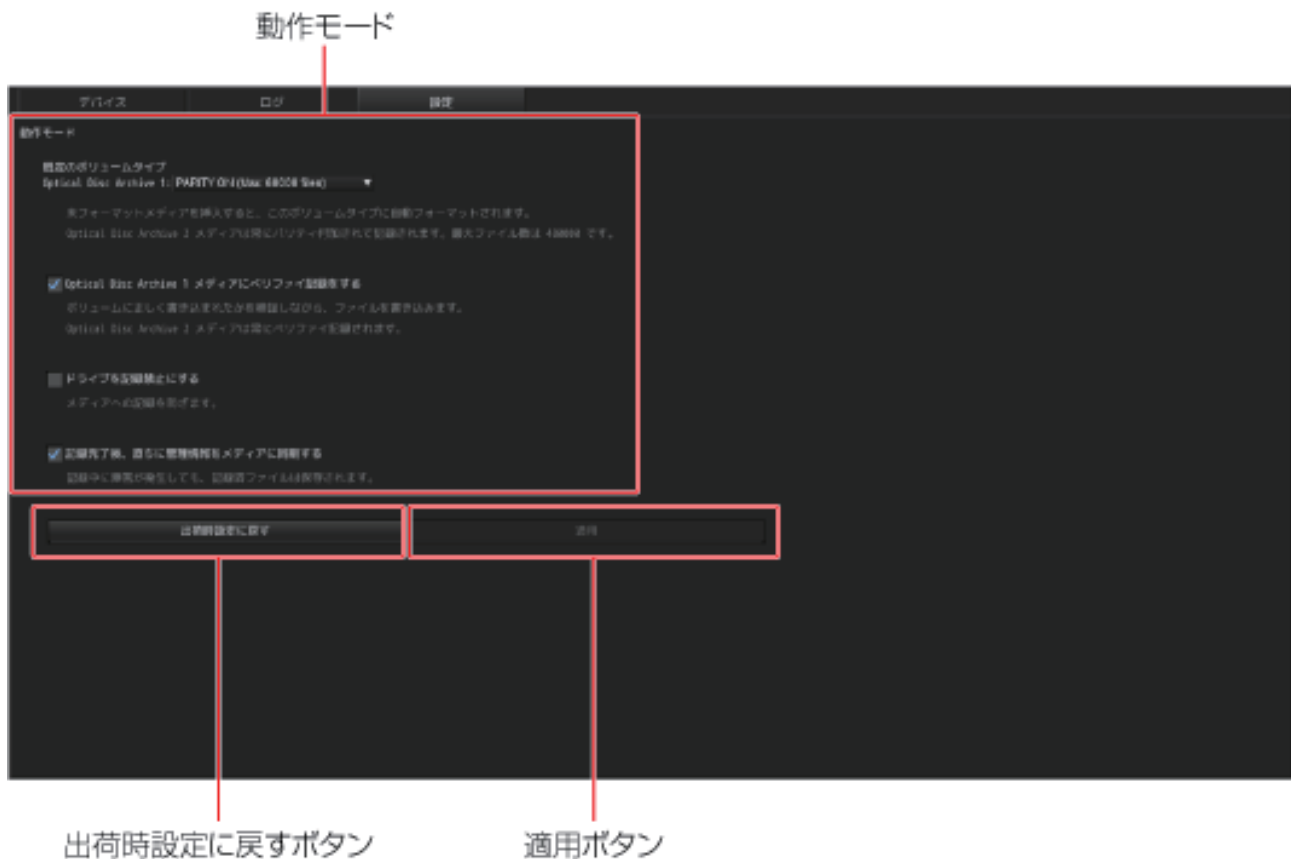 動作モード
デバイス ログ 設定
動作モード
既定のボリュームタイプ
Optical Disc Archive 1: PARITY ON (Max 60000 files)
未フォーマットメディアを挿入すると、このボリュームタイプに自動フォーマットされます。
Optical Disc Archive 2 メディアは常にパリティ付加されて記録されます。最大ファイル数は 480000 です。
Optical Disc Archive 1 メディアにベリファイ記録をする
ボリュームに正しく書き込まれたかを確認しながら、ファイルを書き込みます。
Optical Disc Archive 2 メディアは常にベリファイ記録されます。
ドライブを記録禁止にする
メディアへの記録を防ぎます。
記録完了後、直ちに管理情報をメディアに同期する
記録中に障害が発生しても、記録済ファイルは保存されます。
出荷時設定に戻す 適用
出荷時設定に戻すボタン 適用ボタン